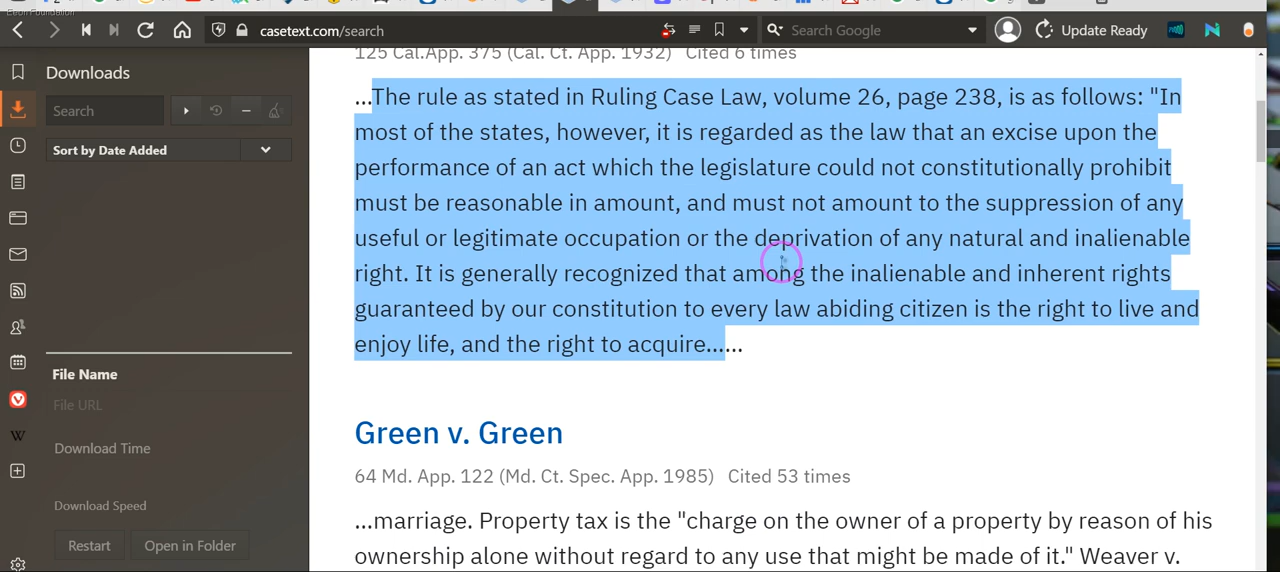 Eeon Foundation
casetext.com/search
Search Google
Update Ready
Downloads
Search
Sort by Date Added
File Name
File URL
Download Time
Download Speed
Restart
Open in Folder
125 Cal.App. 375 (Cal. Ct. App. 1932) Cited 6 times
...The rule as stated in Ruling Case Law, volume 26, page 238, is as follows: "In
most of the states, however, it is regarded as the law that an excise upon the
performance of an act which the legislature could not constitutionally prohibit
must be reasonable in amount, and must not amount to the suppression of any
useful or legitimate occupation or the deprivation of any natural and inalienable
right. It is generally recognized that among the inalienable and inherent rights
guaranteed by our constitution to every law abiding citizen is the right to live and
enjoy life, and the right to acquire......
Green v. Green
64 Md. App. 122 (Md. Ct. Spec. App. 1985) Cited 53 times
...marriage. Property tax is the "charge on the owner of a property by reason of his
ownership alone without regard to any use that might be made of it." Weaver v.